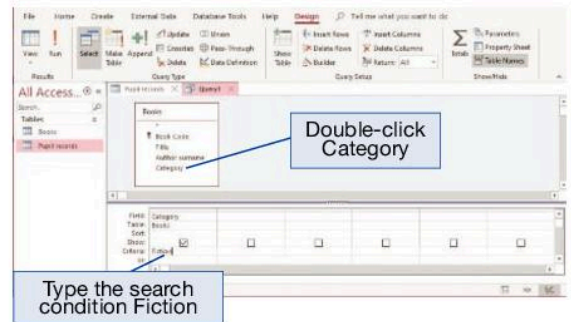 File Home Create External Data Database Tools Help Design Tell me what you want to do
View Run Select Make Table Append Update Crosstab Delete Union Pass-Through Data Definition Show Table Insert Rows Delete Rows Builder Insert Columns Delete Columns Return: All Totals Parameters Property Sheet Table Names
Results Query Type Query Setup Show/Hide
All Access...
Search...
Tables
Books
Pupil records
Pupil records Query1
Books
*
Book Code
Title
Author surname
Category
Double-click
Category
Field: Category
Table: Books
Sort:
Show:
Criteria: Fiction
or:
Type the search
condition Fiction